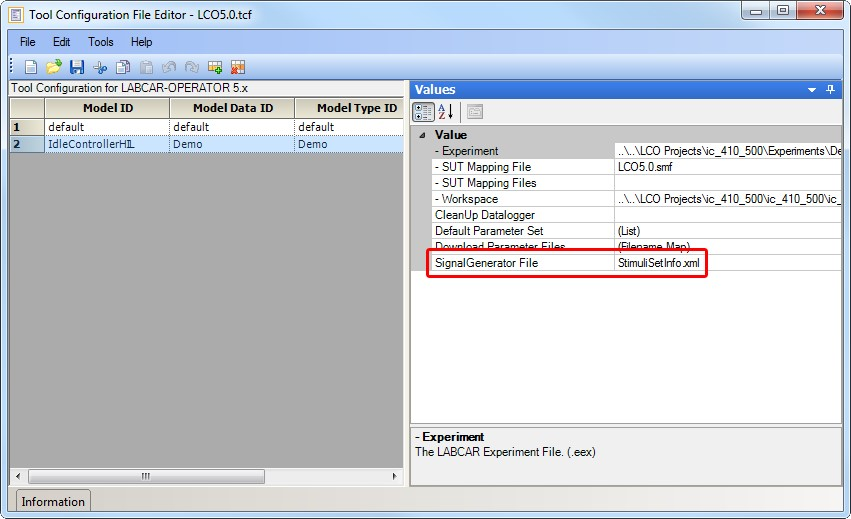 Tool Configuration File Editor - LCO5.0.tcf
File Edit Tools Help
Tool Configuration for LABCAR-OPERATOR 5.x
Model ID Model Data ID Model Type ID
1 default default default
2 IdleControllerHIL Demo Demo
Values
Value
- Experiment ..\..\LCO Projects\ic_410_500\Experiments\De
- SUT Mapping File LCO5.0.smf
- SUT Mapping Files
- Workspace ..\..\LCO Projects\ic_410_500\ic_410_500\ic_
CleanUp Datalogger
Default Parameter Set (List)
Download Parameter Files (Filename Map)
SignalGenerator File StimuliSetInfo.xml
- Experiment
The LABCAR Experiment File. (.eex)
Information